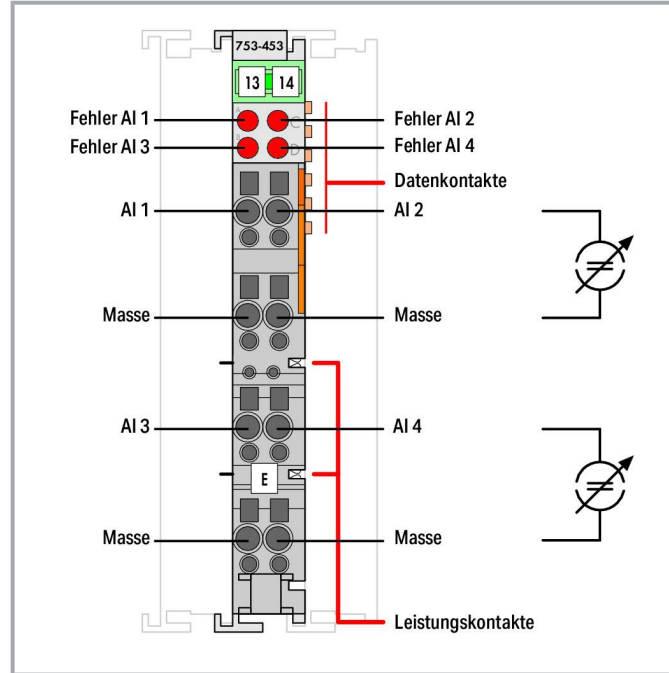 753-453
13 14
A C
Fehler AI 1 Fehler AI 2
Fehler AI 3 D Fehler AI 4
Datenkontakte
AI 1 AI 2
Masse Masse
AI 3 AI 4
E
Masse Masse
Leistungskontakte